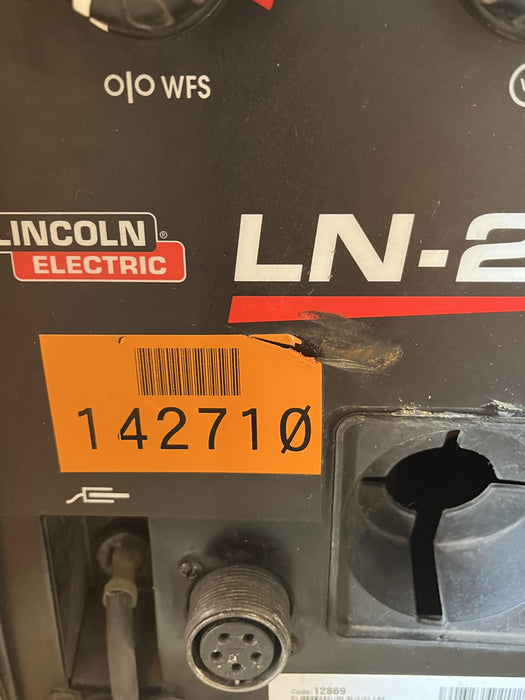 o|o WFS
LINCOLN®
ELECTRIC
LN-2
142710
Code: 12869